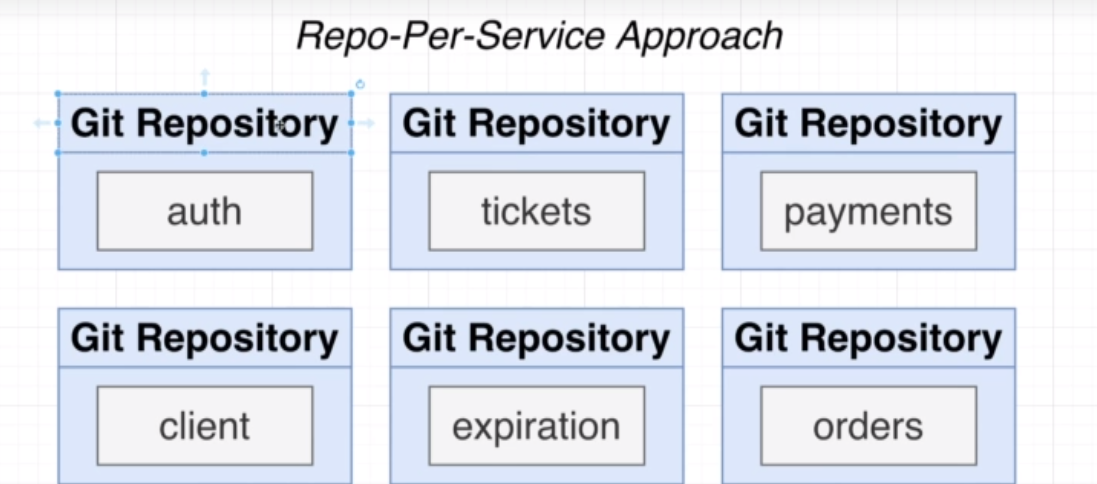 Repo-Per-Service Approach
Git Repository
Git Repository
Git Repository
auth
tickets
payments
Git Repository
Git Repository
Git Repository
client
expiration
orders